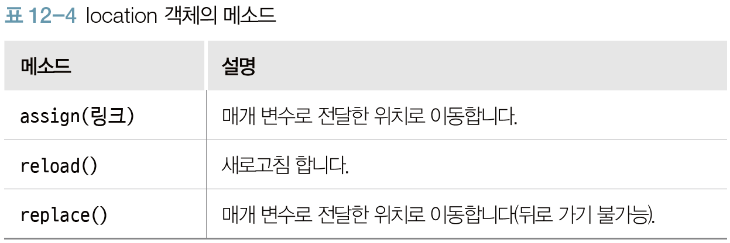 표 12-4 location 객체의 메소드
메소드 설명
assign(링크) 매개 변수로 전달한 위치로 이동합니다.
reload() 새로고침 합니다.
replace() 매개 변수로 전달한 위치로 이동합니다(뒤로 가기 불가능).